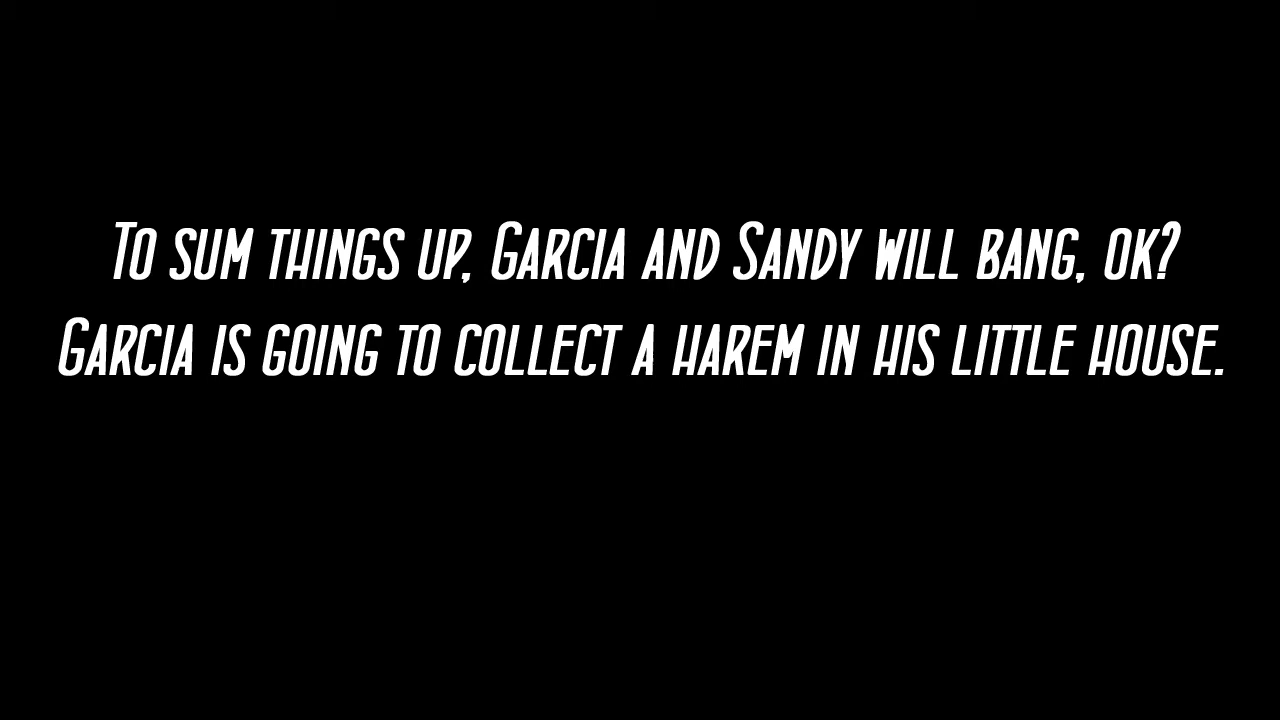 To sum things up, Garcia and Sandy will bang, ok?
Garcia is going to collect a harem in his little house.